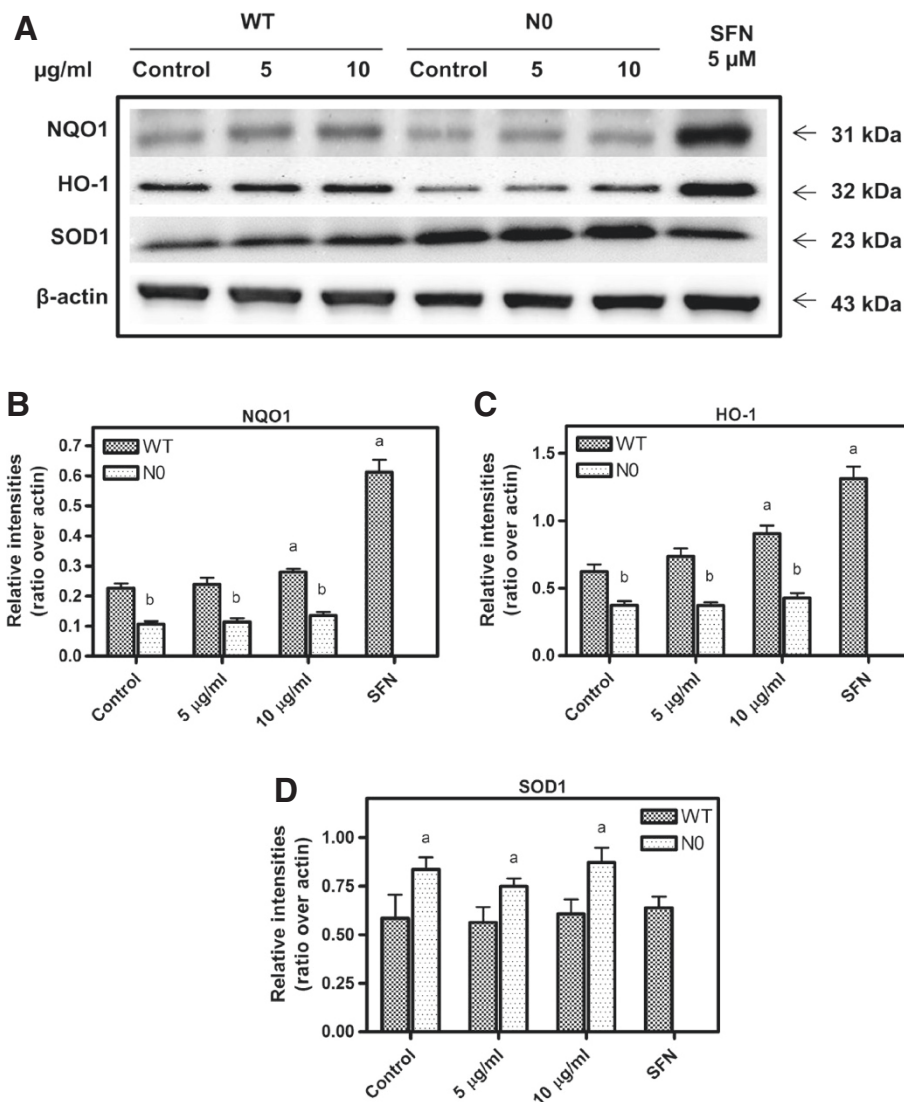 A
WT
N0
SFN
5 µM
µg/ml
Control
5
10
Control
5
10
NQO1
31 kDa
HO-1
32 kDa
SOD1
23 kDa
β-actin
43 kDa
B
NQO1
Relative intensities
(ratio over actin)
0.7
0.6
0.5
0.4
0.3
0.2
0.1
0.0
WT
N0
b
b
a
b
a
Control
5 µg/ml
10 µg/ml
SFN
C
HO-1
Relative intensities
(ratio over actin)
1.5
1.0
0.5
0.0
WT
N0
b
b
a
b
a
Control
5 µg/ml
10 µg/ml
SFN
D
SOD1
Relative intensities
(ratio over actin)
1.00
0.75
0.50
0.25
0.00
WT
N0
a
a
a
Control
5 µg/ml
10 µg/ml
SFN